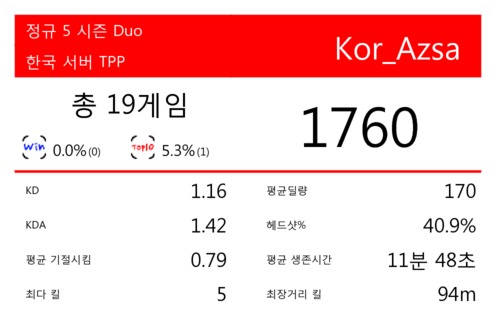 정규 5 시즌 Duo
한국 서버 TPP
Kor_Azsa
총 19게임
Win 0.0%(0) TOP10 5.3%(1)
1760
KD 1.16
평균딜량 170
KDA 1.42
헤드샷% 40.9%
평균 기절시킴 0.79
평균 생존시간 11분 48초
최다 킬 5
최장거리 킬 94m